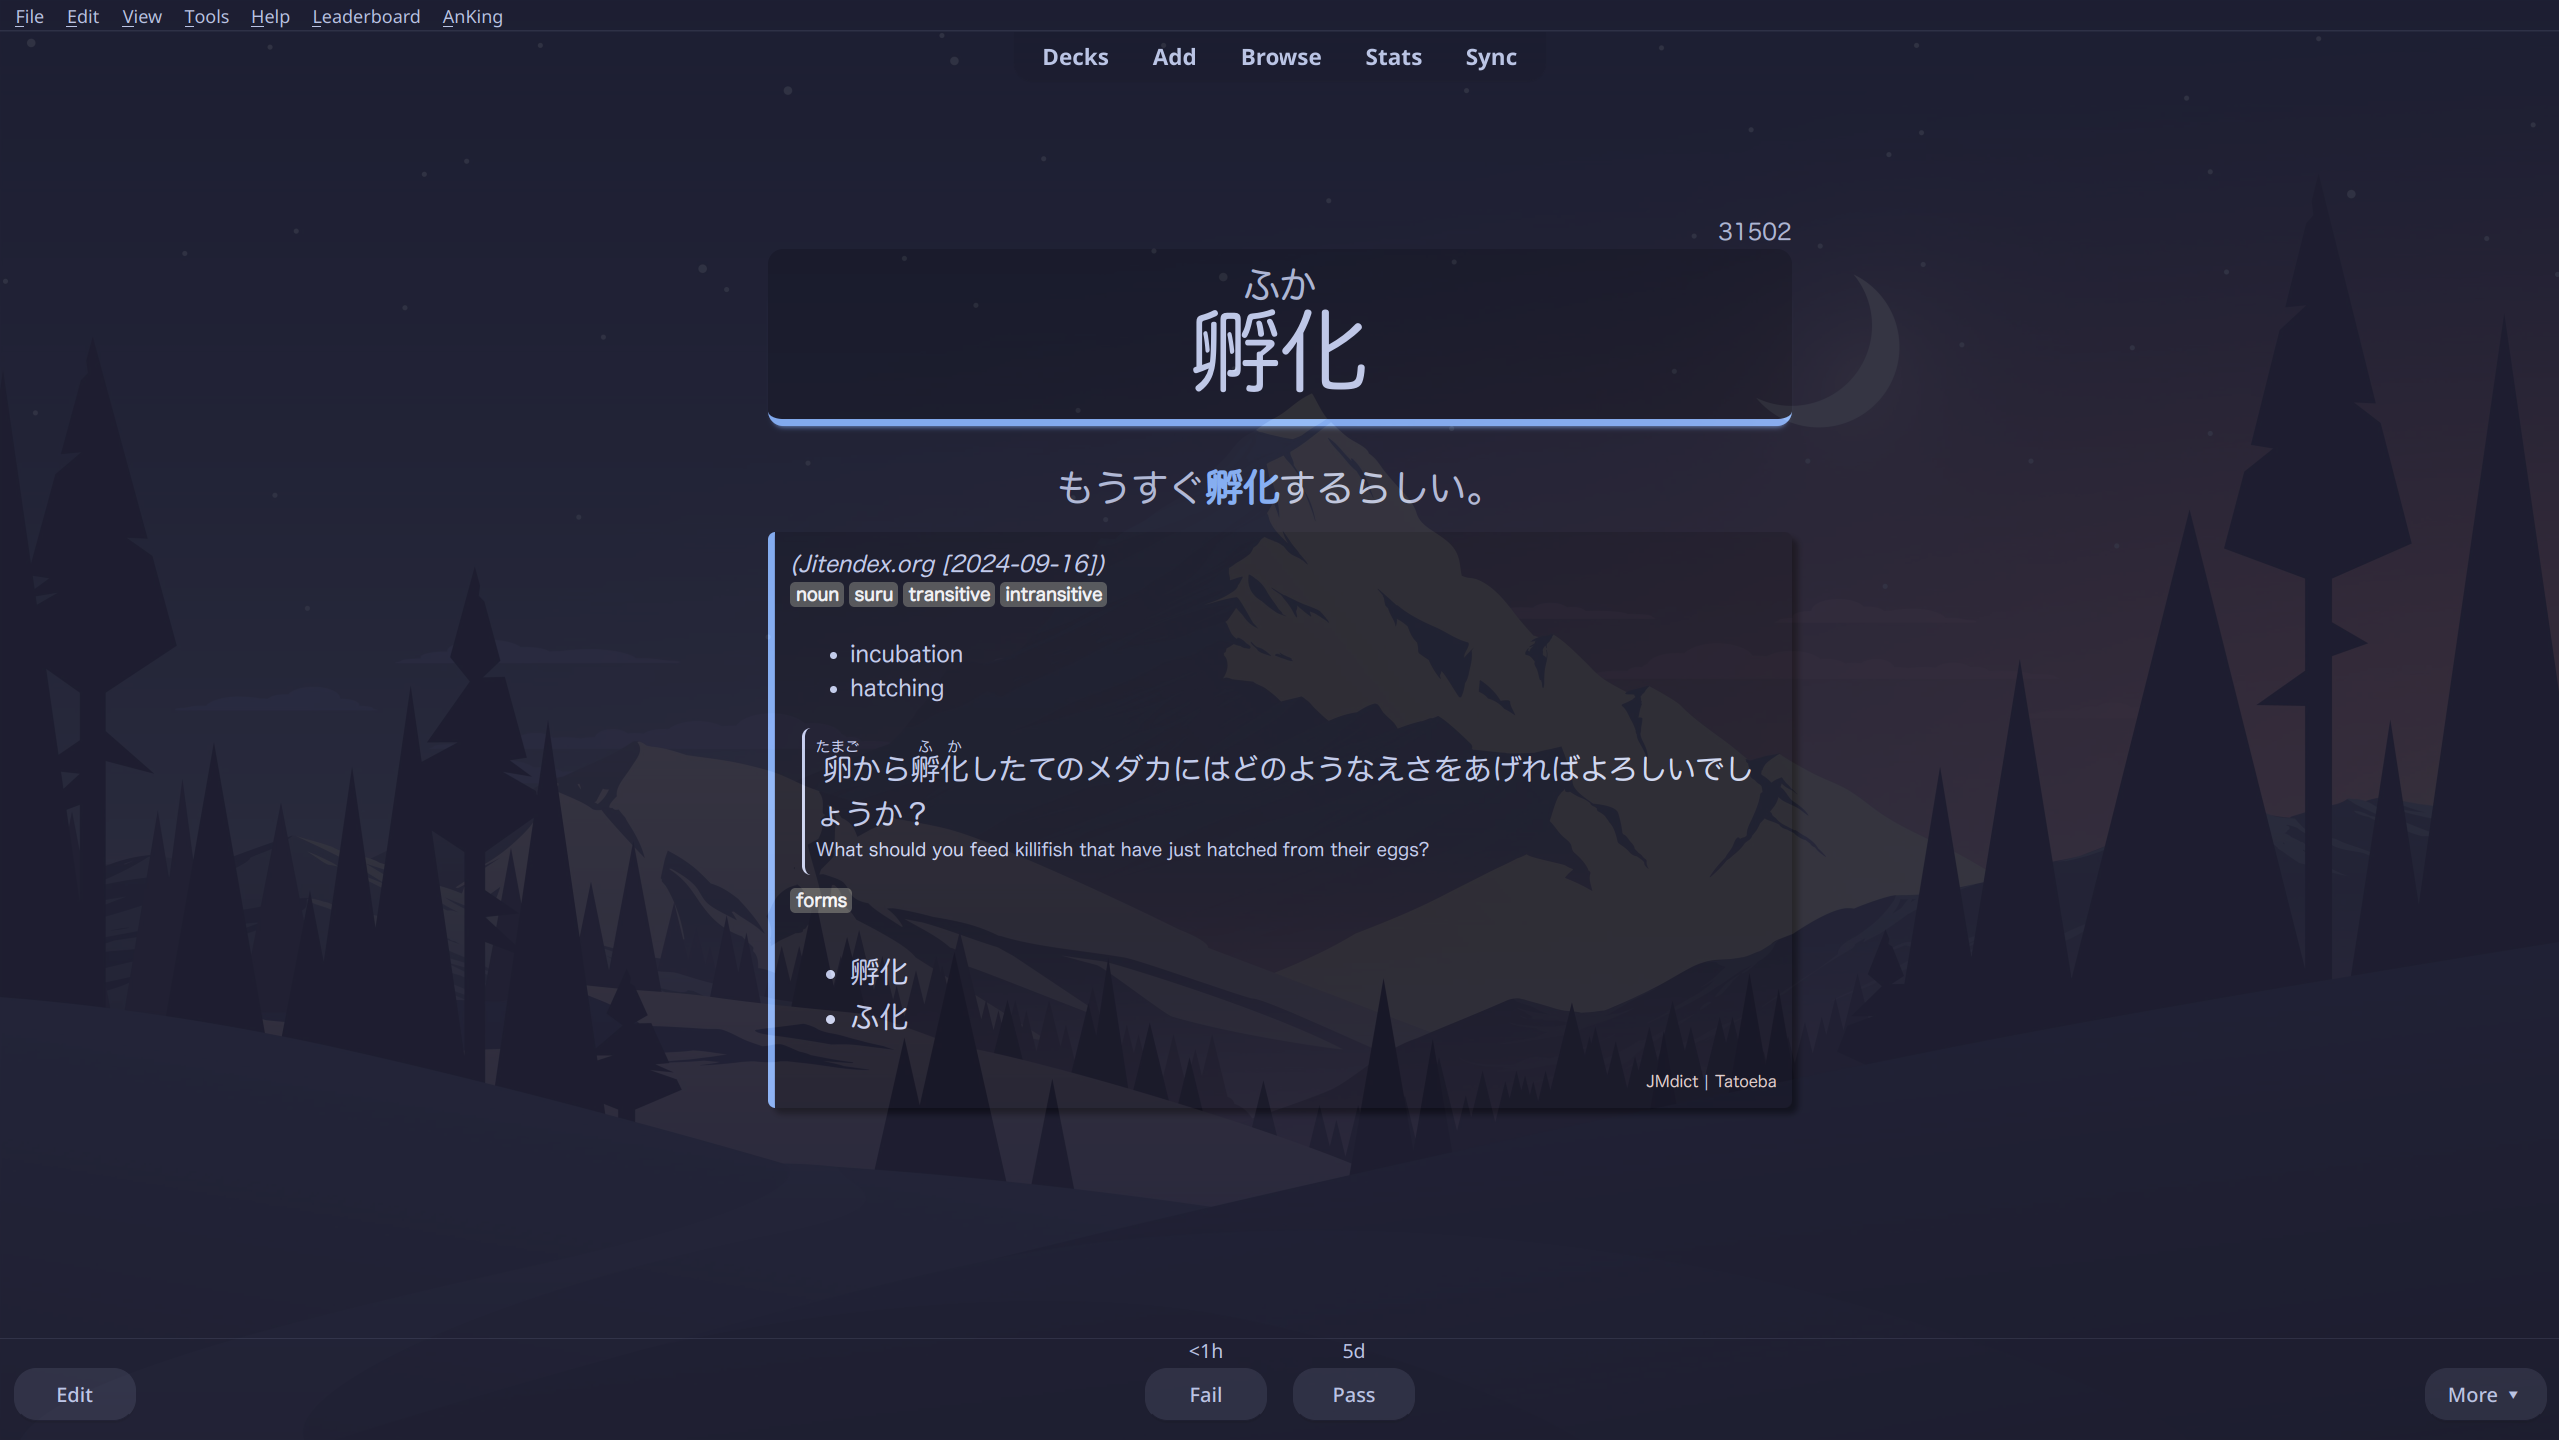 File Edit View Tools Help Leaderboard AnKing
Decks Add Browse Stats Sync
31502
ふか
孵化
もうすぐ孵化するらしい。
(Jitendex.org [2024-09-16])
noun suru transitive intransitive
• incubation
• hatching
たまご ふ か
卵から孵化したてのメダカにはどのようなえさをあげればよろしいでし
ょうか？
What should you feed killifish that have just hatched from their eggs?
forms
• 孵化
• ふ化
JMdict | Tatoeba
<1h 5d
Edit Fail Pass More ▼